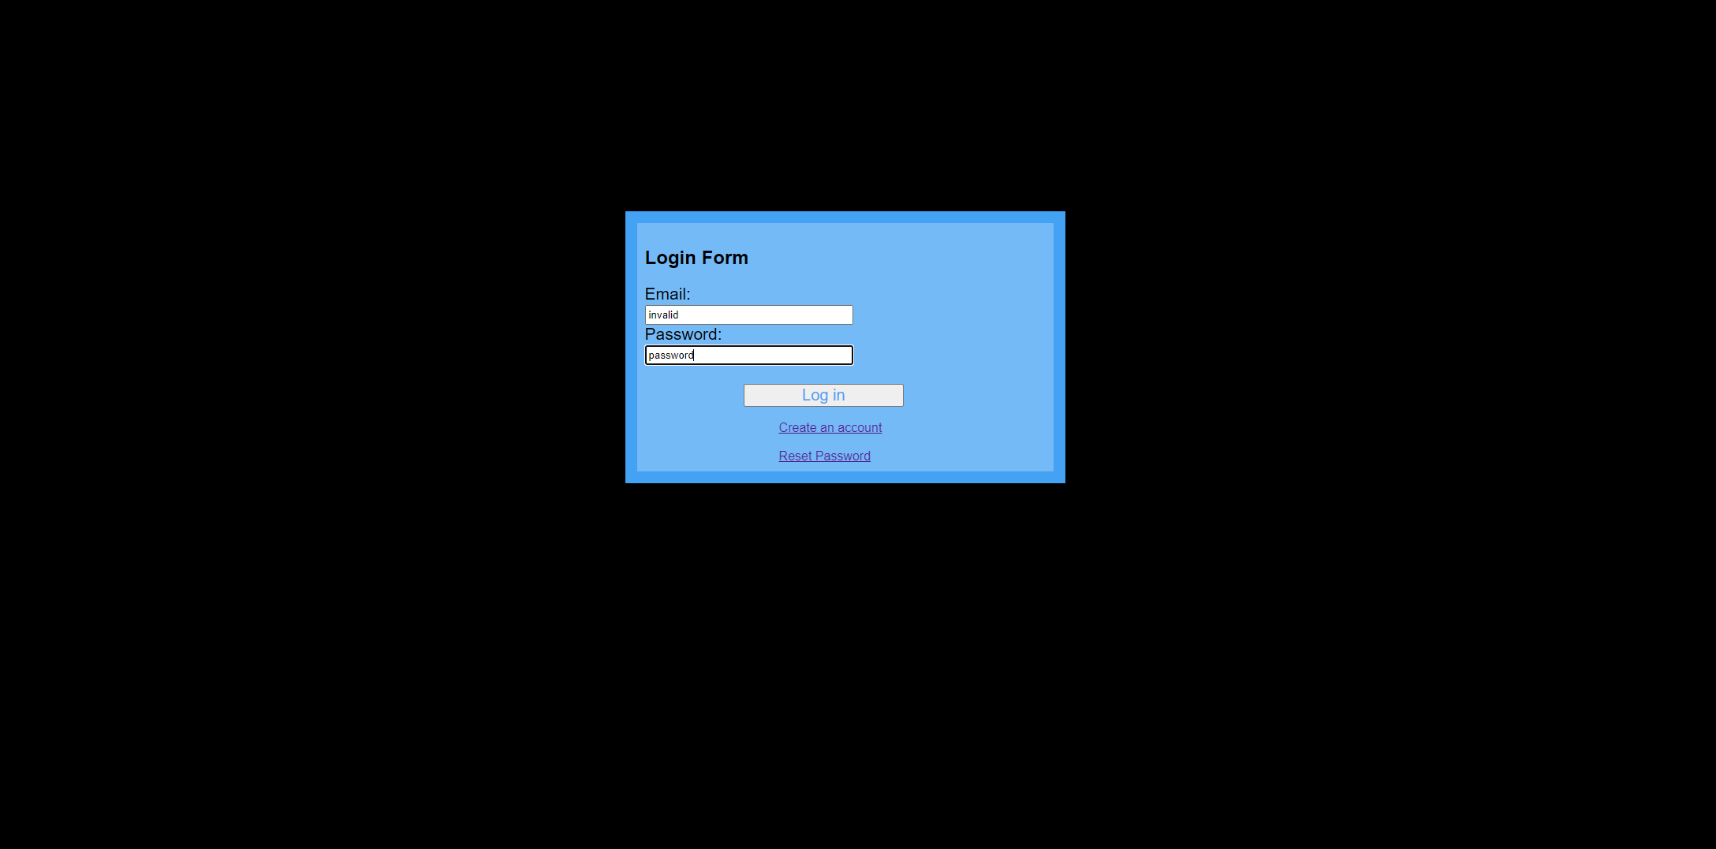 Login Form
Email:
invalid
Password:
password
Log in
Create an account
Reset Password